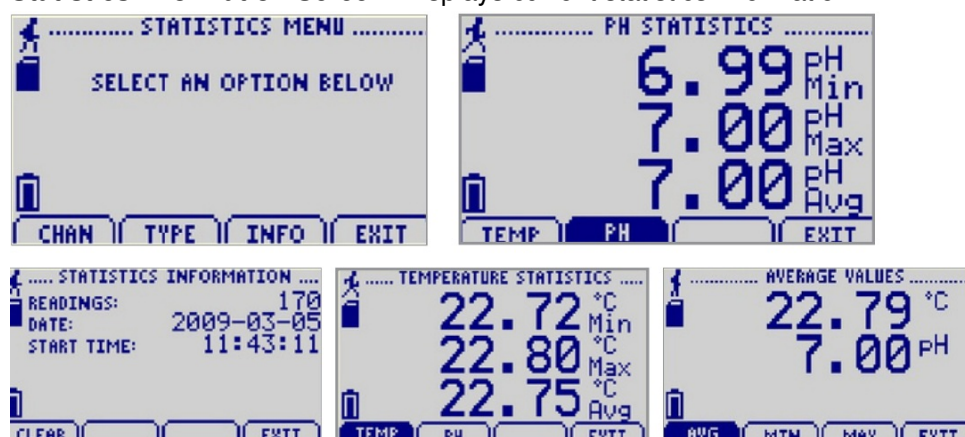 ............ STATISTICS MENU ............
SELECT AN OPTION BELOW
CHAN TYPE INFO EXIT
.............. PH STATISTICS ............
6.99 pH Min
7.00 pH Max
7.00 pH Avg
TEMP PH EXIT
..... STATISTICS INFORMATION ....
READINGS: 170
DATE: 2009-03-05
START TIME: 11:43:11
CLEAR EXIT
...... TEMPERATURE STATISTICS .....
22.72 °C Min
22.80 °C Max
22.75 °C Avg
TEMP PH EXIT
............. AVERAGE VALUES ..........
22.79 °C
7.00 pH
AVG MIN MAX EXIT